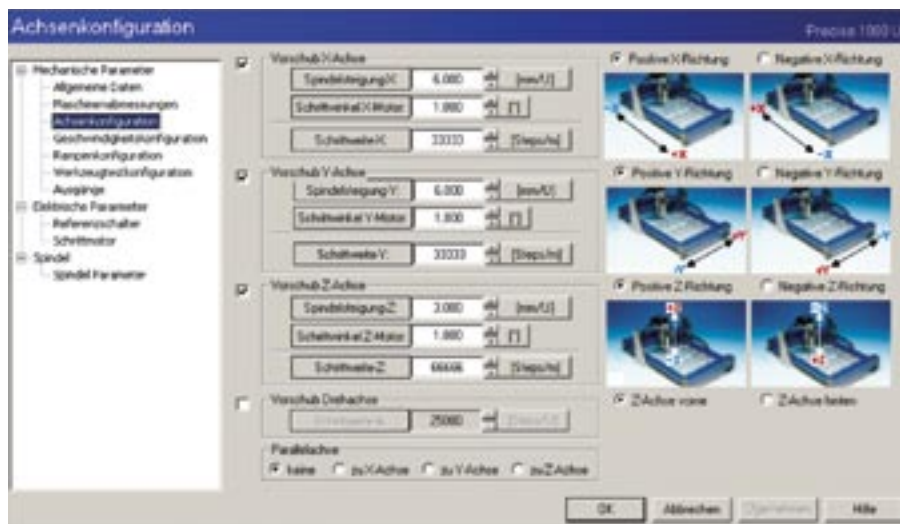 Achsenkonfiguration
Precise 1000 U
Mechanische Parameter
Allgemeine Daten
Maschinenabmessungen
Achsenkonfiguration
Geschwindigkeitskonfiguration
Rampenkonfiguration
Werkzeugtestkonfiguration
Ausgänge
Elektrische Parameter
Referenzschalter
Schrittmotor
Spindel
Spindel Parameter
Vorschub X-Achse
Spindelsteigung X: 6.000 [mm/U]
Schrittwinkel X-Motor 1.800 [°]
Schrittweite X: 33333 [Steps/m]
Vorschub Y-Achse
Spindelsteigung Y: 6.000 [mm/U]
Schrittwinkel Y-Motor 1.800 [°]
Schrittweite Y: 33333 [Steps/m]
Vorschub Z-Achse
Spindelsteigung Z: 3.000 [mm/U]
Schrittwinkel Z-Motor 1.800 [°]
Schrittweite Z: 66666 [Steps/m]
Vorschub Drehachse
25000
Parallelachse
keine zu X-Achse zu Y-Achse zu Z-Achse
Positive X-Richtung Negative X-Richtung
-X +X +X -X
Positive Y-Richtung Negative Y-Richtung
-Y +Y +Y -Y
Positive Z-Richtung Negative Z-Richtung
+Z -Z -Z +Z
Z-Achse vorne Z-Achse hinten
OK Abbrechen Übernehmen Hilfe